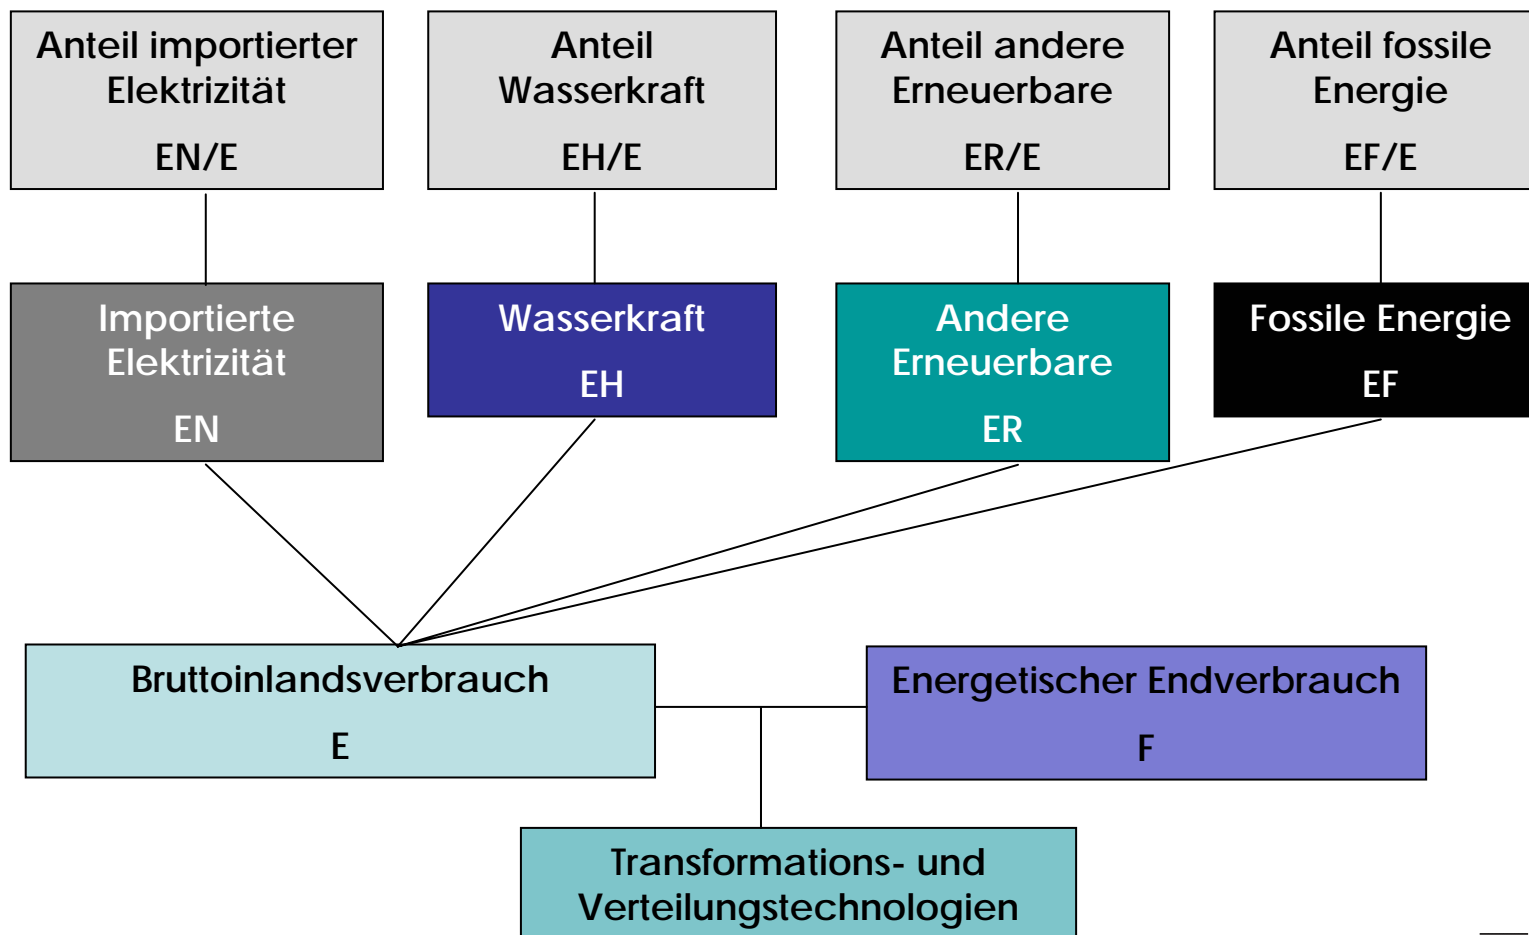 Anteil importierter
Elektrizität
EN/E
Anteil
Wasserkraft
EH/E
Anteil andere
Erneuerbare
ER/E
Anteil fossile
Energie
EF/E
Importierte
Elektrizität
EN
Wasserkraft
EH
Andere
Erneuerbare
ER
Fossile Energie
EF
Bruttoinlandsverbrauch
E
Energetischer Endverbrauch
F
Transformations- und
Verteilungstechnologien